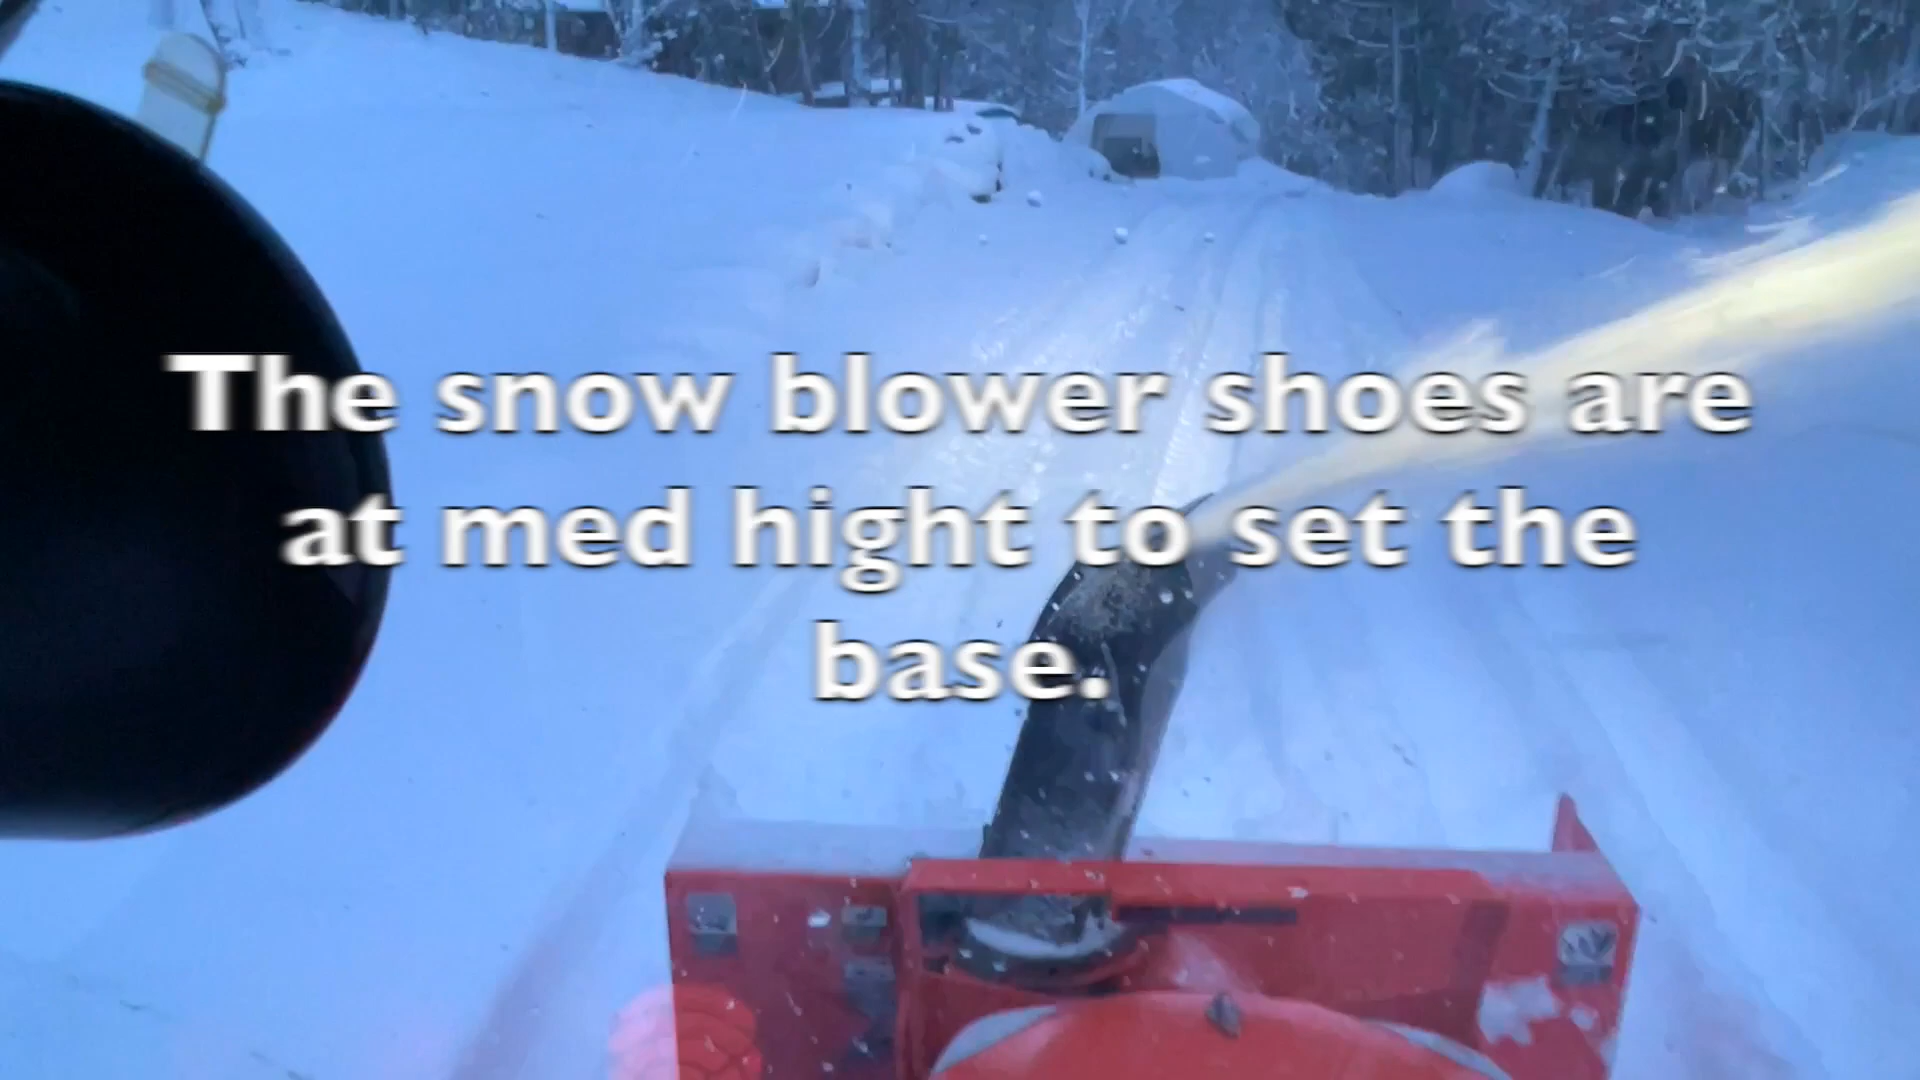 The snow blower shoes are
at med hight to set the
base.